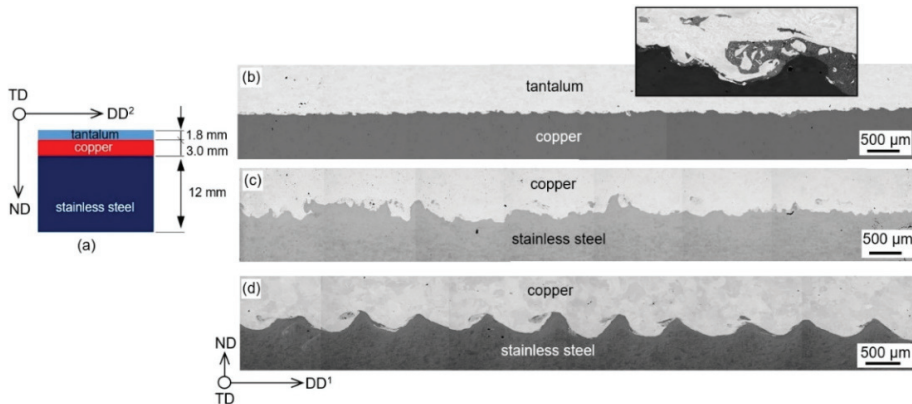 TD
DD²
ND
tantalum
copper
stainless steel
1.8 mm
3.0 mm
12 mm
(a)
(b)
tantalum
copper
500 µm
(c)
copper
stainless steel
500 µm
(d)
copper
stainless steel
500 µm
ND
TD
DD¹